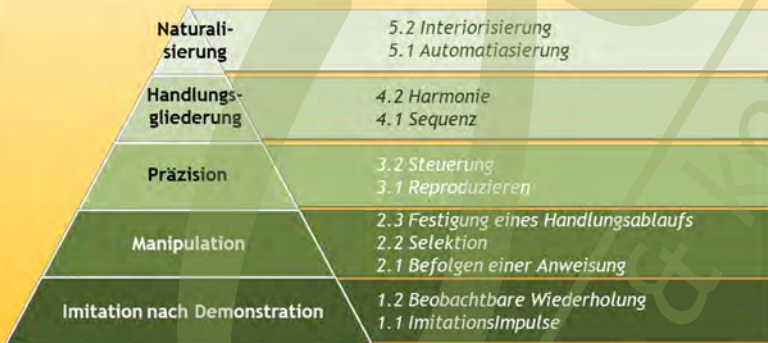 Naturali-
sierung
5.2 Interiorisierung
5.1 Automatiasierung
Handlungs-
gliederung
4.2 Harmonie
4.1 Sequenz
Präzision
3.2 Steuerung
3.1 Reproduzieren
Manipulation
2.3 Festigung eines Handlungsablaufs
2.2 Selektion
2.1 Befolgen einer Anweisung
Imitation nach Demonstration
1.2 Beobachtbare Wiederholung
1.1 ImitationsImpulse